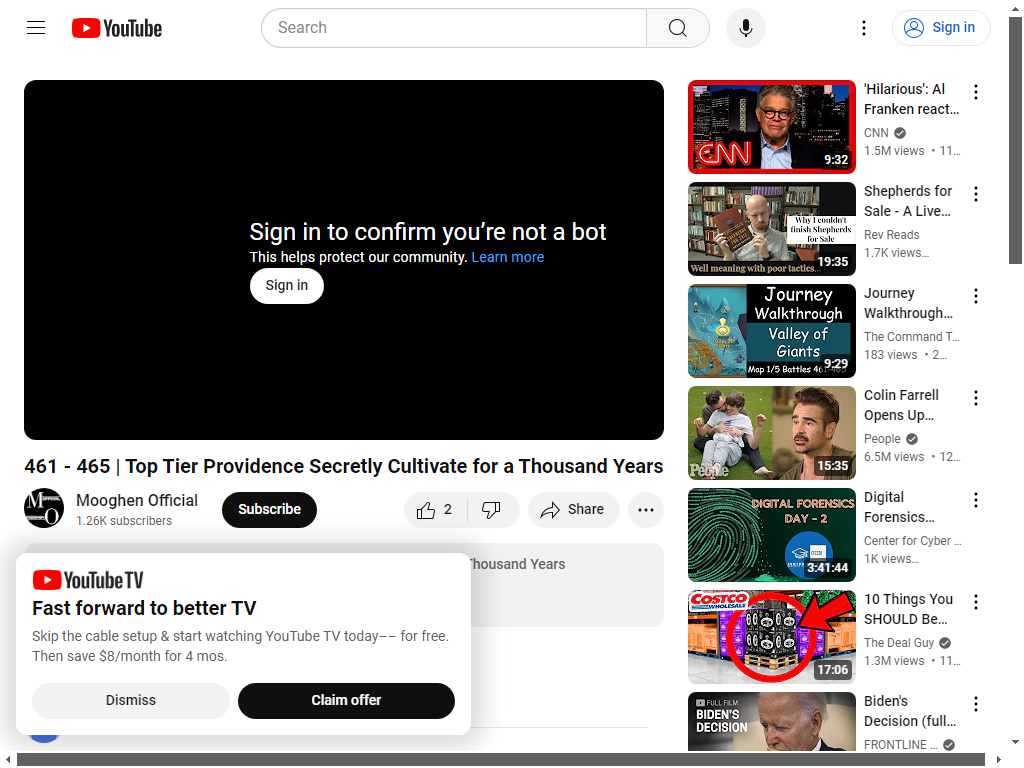 YouTube
Search
Sign in
Sign in to confirm you're not a bot
This helps protect our community. Learn more
Sign in
461 - 465 | Top Tier Providence Secretly Cultivate for a Thousand Years
Mooghen Official
1.26K subscribers
Subscribe
2
Share
Thousand Years
YouTube TV
Fast forward to better TV
Skip the cable setup & start watching YouTube TV today–– for free.
Then save $8/month for 4 mos.
Dismiss
Claim offer
CNN
9:32
'Hilarious': Al
Franken react...
CNN
1.5M views • 11...
Why I couldn't
finish Shepherds
for Sale
19:35
Well meaning with poor tactics...
Shepherds for
Sale - A Live...
Rev Reads
1.7K views...
Journey
Walkthrough
Valley of
Giants
9:29
Map 1/5 Battles 461-465
Journey
Walkthrough...
The Command T...
183 views • 2...
People
15:35
Colin Farrell
Opens Up...
People
6.5M views • 12...
DIGITAL FORENSICS
DAY - 2
3:41:44
Digital
Forensics...
Center for Cyber ...
1K views...
COSTCO
WHOLESALE
17:06
10 Things You
SHOULD Be...
The Deal Guy
1.3M views • 11...
FULL FILM
BIDEN'S
DECISION
Biden's
Decision (full...
FRONTLINE ...